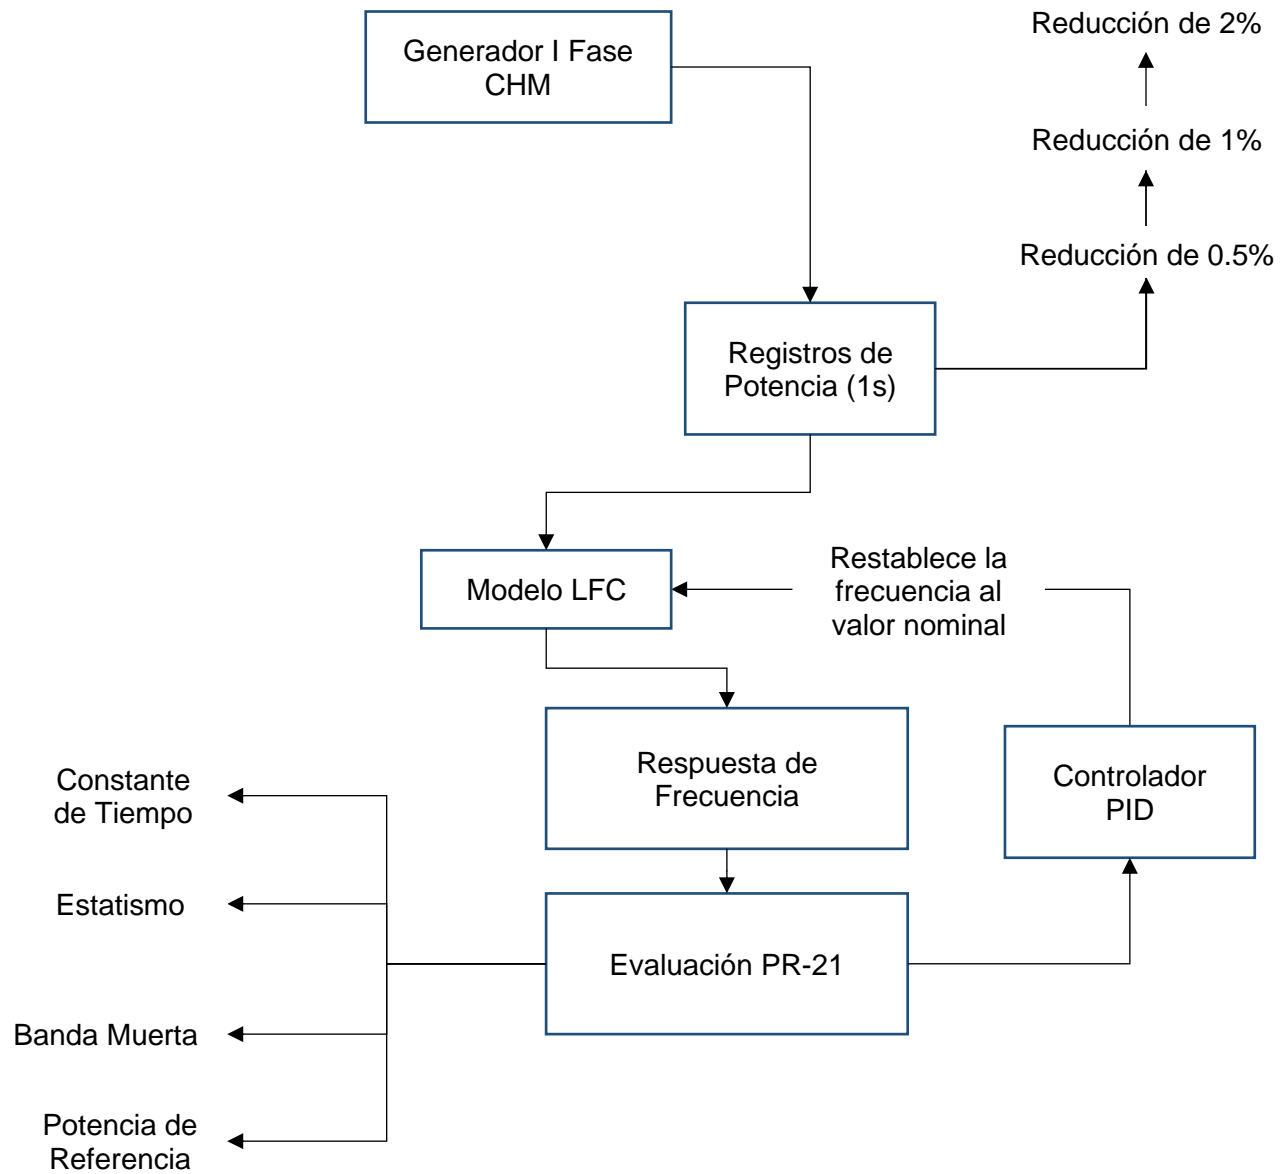 Reducción de 2%
Generador I Fase
CHM
Reducción de 1%
Reducción de 0.5%
Registros de
Potencia (1s)
Restablece la
frecuencia al
valor nominal
Modelo LFC
Respuesta de
Frecuencia
Controlador
PID
Constante
de Tiempo
Estatismo
Evaluación PR-21
Banda Muerta
Potencia de
Referencia